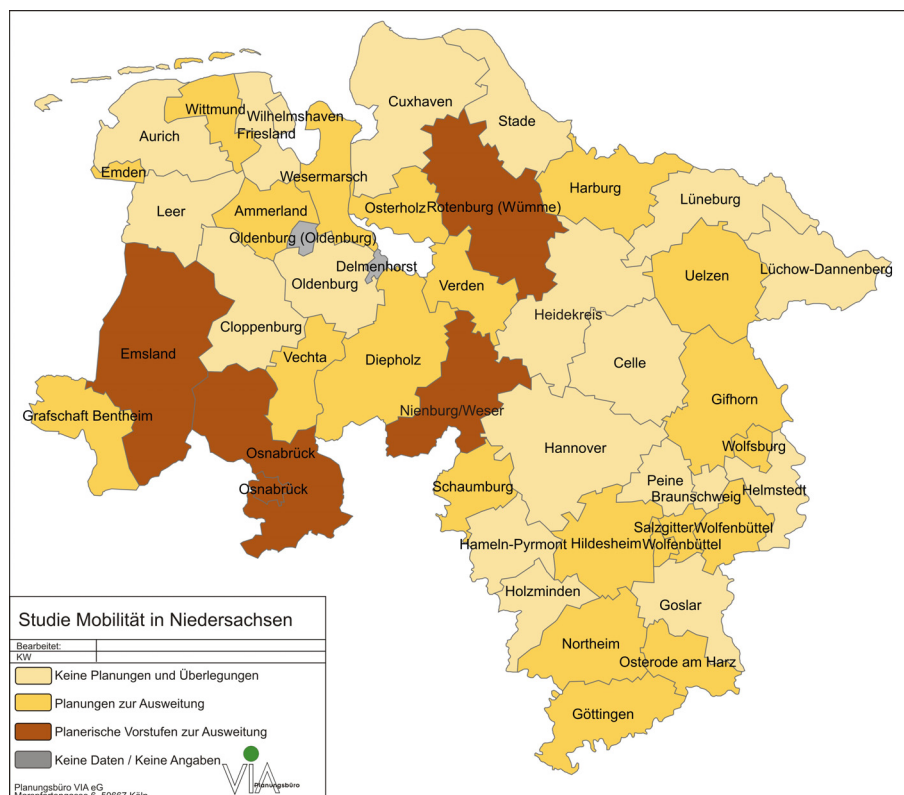 Cuxhaven
Wittmund
Wilhelmshaven
Stade
Aurich
Friesland
Emden
Wesermarsch
Harburg
Lüneburg
Leer
Ammerland
Osterholz
Rotenburg (Wümme)
Oldenburg (Oldenburg)
Delmenhorst
Lüchow-Dannenberg
Uelzen
Oldenburg
Verden
Heidekreis
Cloppenburg
Emsland
Vechta
Diepholz
Celle
Gifhorn
Grafschaft Bentheim
Nienburg/Weser
Hannover
Wolfsburg
Osnabrück
Peine
Helmstedt
Osnabrück
Schaumburg
Braunschweig
Salzgitter
Wolfenbüttel
Hameln-Pyrmont
Hildesheim
Wolfenbüttel
Holzminden
Goslar
Northeim
Osterode am Harz
Göttingen
Studie Mobilität in Niedersachsen
Bearbeitet:
KW
Keine Planungen und Überlegungen
Planungen zur Ausweitung
Planerische Vorstufen zur Ausweitung
Keine Daten / Keine Angaben
VIA
Planungsbüro
Planungsbüro VIA eG